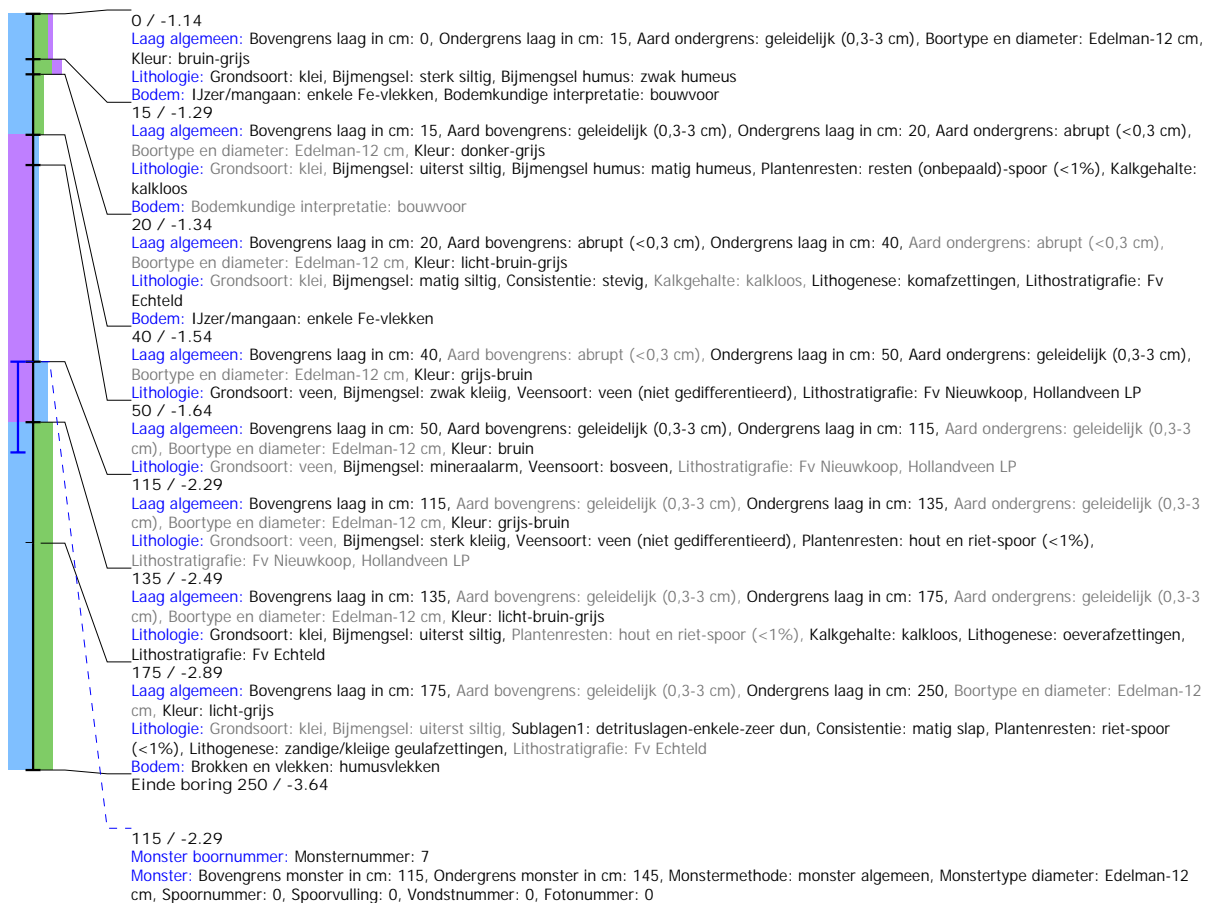 0 / -1.14
Laag algemeen: Bovengrens laag in cm: 0, Ondergrens laag in cm: 15, Aard ondergrens: geleidelijk (0,3-3 cm), Boortype en diameter: Edelman-12 cm,
Kleur: bruin-grijs
Lithologie: Grondsoort: klei, Bijmengsel: sterk siltig, Bijmengsel humus: zwak humeus
Bodem: IJzer/mangaan: enkele Fe-vlekken, Bodemkundige interpretatie: bouwvoor
15 / -1.29
Laag algemeen: Bovengrens laag in cm: 15, Aard bovengrens: geleidelijk (0,3-3 cm), Ondergrens laag in cm: 20, Aard ondergrens: abrupt (<0,3 cm),
Boortype en diameter: Edelman-12 cm, Kleur: donker-grijs
Lithologie: Grondsoort: klei, Bijmengsel: uiterst siltig, Bijmengsel humus: matig humeus, Plantenresten: resten (onbepaald)-spoor (<1%), Kalkgehalte:
kalkloos
Bodem: Bodemkundige interpretatie: bouwvoor
20 / -1.34
Laag algemeen: Bovengrens laag in cm: 20, Aard bovengrens: abrupt (<0,3 cm), Ondergrens laag in cm: 40, Aard ondergrens: abrupt (<0,3 cm),
Boortype en diameter: Edelman-12 cm, Kleur: licht-bruin-grijs
Lithologie: Grondsoort: klei, Bijmengsel: matig siltig, Consistentie: stevig, Kalkgehalte: kalkloos, Lithogenese: komafzettingen, Lithostratigrafie: Fv
Echteld
Bodem: IJzer/mangaan: enkele Fe-vlekken
40 / -1.54
Laag algemeen: Bovengrens laag in cm: 40, Aard bovengrens: abrupt (<0,3 cm), Ondergrens laag in cm: 50, Aard ondergrens: geleidelijk (0,3-3 cm),
Boortype en diameter: Edelman-12 cm, Kleur: grijs-bruin
Lithologie: Grondsoort: veen, Bijmengsel: zwak kleiig, Veensoort: veen (niet gedifferentieerd), Lithostratigrafie: Fv Nieuwkoop, Hollandveen LP
50 / -1.64
Laag algemeen: Bovengrens laag in cm: 50, Aard bovengrens: geleidelijk (0,3-3 cm), Ondergrens laag in cm: 115, Aard ondergrens: geleidelijk (0,3-3
cm), Boortype en diameter: Edelman-12 cm, Kleur: bruin
Lithologie: Grondsoort: veen, Bijmengsel: mineraalarm, Veensoort: bosveen, Lithostratigrafie: Fv Nieuwkoop, Hollandveen LP
115 / -2.29
Laag algemeen: Bovengrens laag in cm: 115, Aard bovengrens: geleidelijk (0,3-3 cm), Ondergrens laag in cm: 135, Aard ondergrens: geleidelijk (0,3-3
cm), Boortype en diameter: Edelman-12 cm, Kleur: grijs-bruin
Lithologie: Grondsoort: veen, Bijmengsel: sterk kleiig, Veensoort: veen (niet gedifferentieerd), Plantenresten: hout en riet-spoor (<1%),
Lithostratigrafie: Fv Nieuwkoop, Hollandveen LP
135 / -2.49
Laag algemeen: Bovengrens laag in cm: 135, Aard bovengrens: geleidelijk (0,3-3 cm), Ondergrens laag in cm: 175, Aard ondergrens: geleidelijk (0,3-3
cm), Boortype en diameter: Edelman-12 cm, Kleur: licht-bruin-grijs
Lithologie: Grondsoort: klei, Bijmengsel: uiterst siltig, Plantenresten: hout en riet-spoor (<1%), Kalkgehalte: kalkloos, Lithogenese: oeverafzettingen,
Lithostratigrafie: Fv Echteld
175 / -2.89
Laag algemeen: Bovengrens laag in cm: 175, Aard bovengrens: geleidelijk (0,3-3 cm), Ondergrens laag in cm: 250, Boortype en diameter: Edelman-12
cm, Kleur: licht-grijs
Lithologie: Grondsoort: klei, Bijmengsel: uiterst siltig, Sublagen1: detrituslagen-enkele-zeer dun, Consistentie: matig slap, Plantenresten: riet-spoor
(<1%), Lithogenese: zandige/kleiige geulafzettingen, Lithostratigrafie: Fv Echteld
Bodem: Brokken en vlekken: humusvlekken
Einde boring 250 / -3.64
115 / -2.29
Monster boornummer: Monsternummer: 7
Monster: Bovengrens monster in cm: 115, Ondergrens monster in cm: 145, Monstermethode: monster algemeen, Monstertype diameter: Edelman-12
cm, Spoornummer: 0, Spoorvulling: 0, Vondstnummer: 0, Fotonummer: 0